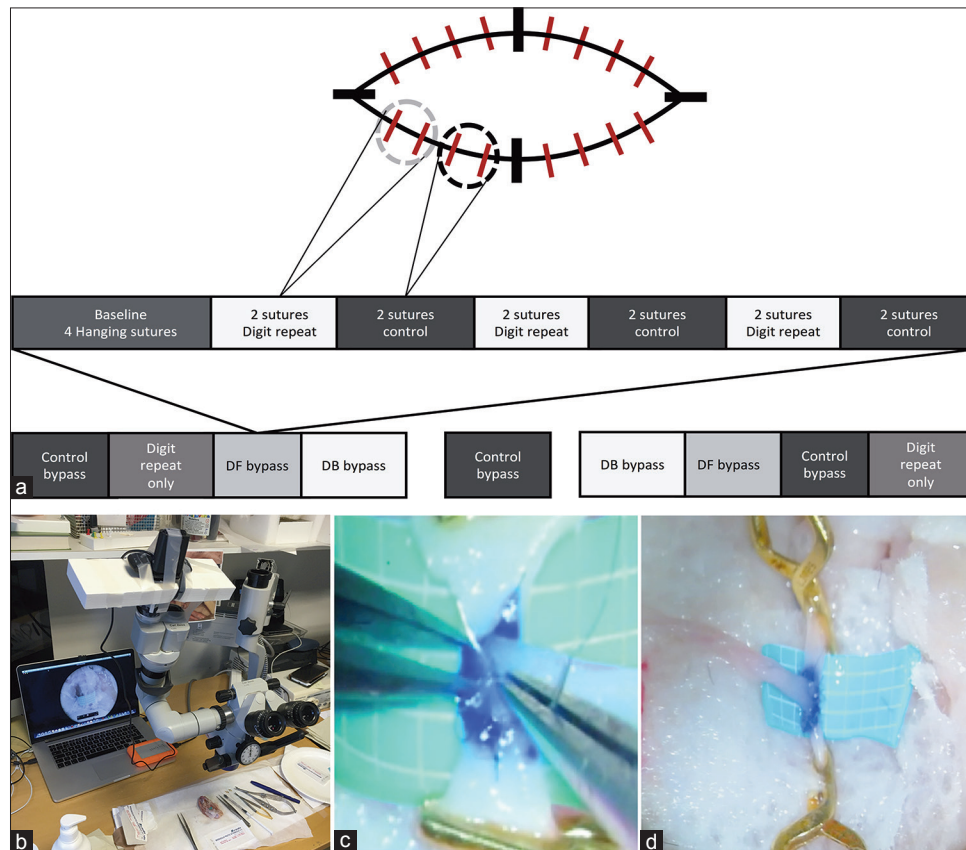 Baseline
4 Hanging sutures
2 sutures
Digit repeat
2 sutures
control
2 sutures
Digit repeat
2 sutures
control
2 sutures
Digit repeat
2 sutures
control
Control
bypass
Digit
repeat
only
DF bypass
DB bypass
Control
bypass
DB bypass
DF bypass
Control
bypass
Digit
repeat
only
a
b
c
d